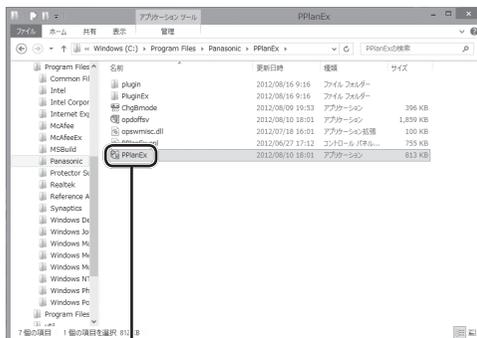 アプリケーション ツール
PPlanEx
ファイル ホーム 共有 表示 管理
« Windows (C:) ▸ Program Files ▸ Panasonic ▸ PPlanEx ▸
PPlanExの検索
名前 更新日時 種類 サイズ
Program Files
Common Fil
Intel
Intel Corpor
Internet Exp
McAfee
McAfeeEx
MSBuild
Panasonic
Protector Su
Realtek
Reference A
Synaptics
Windows De
Windows Jo
Windows Ma
Windows Me
Windows Mu
Windows NT
Windows Ph
Windows Po
Program Files
plugin 2012/08/16 9:16 ファイル フォルダー
PluginEx 2012/08/16 9:16 ファイル フォルダー
ChgBmode 2012/08/09 19:53 アプリケーション 396 KB
opdoffsv 2012/08/10 18:01 アプリケーション 1,859 KB
opswmisc.dll 2012/07/18 16:01 アプリケーション拡張 100 KB
2012/06/27 17:12 コントロール パネル... 755 KB
PPlanEx 2012/08/10 18:01 アプリケーション 813 KB
7 個の項目 1 個の項目を選択 812 KB